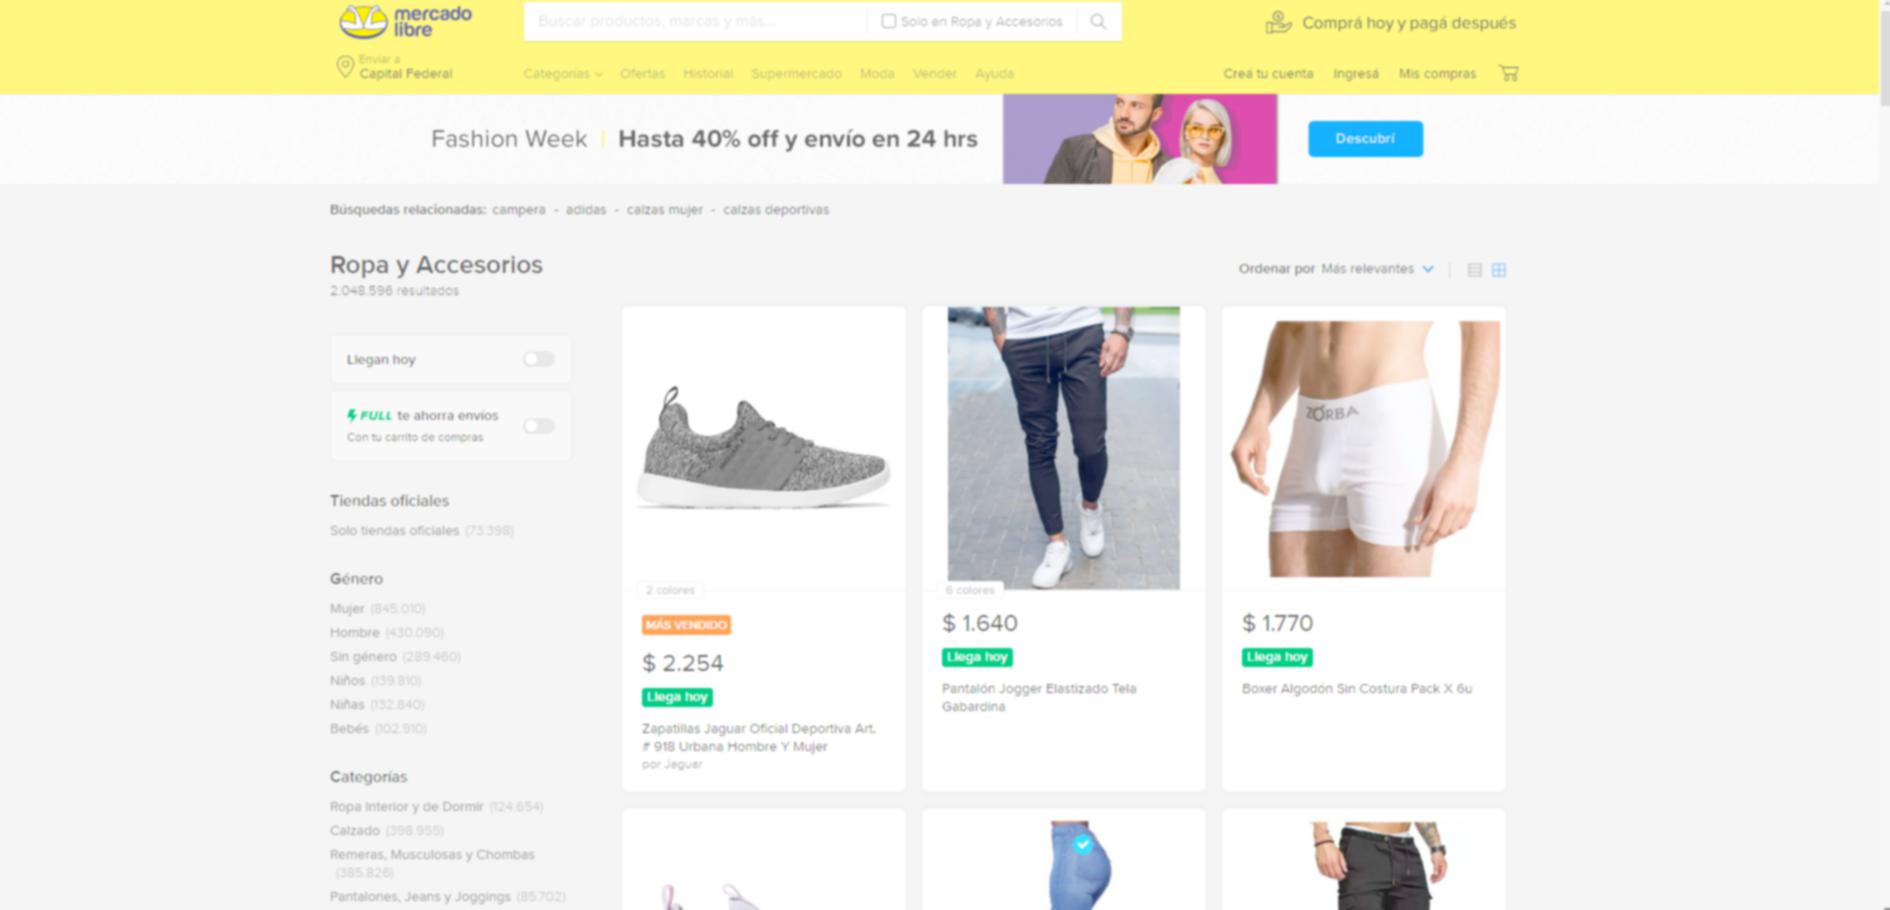 mercado
libre
Buscar productos, marcas y más...
Solo en Ropa y Accesorios
Comprá hoy y pagá después
Enviar a
Capital Federal
Categorías Ofertas Historial Supermercado Moda Vender Ayuda
Creá tu cuenta Ingresá Mis compras
Fashion Week | Hasta 40% off y envío en 24 hrs
Descubrí
Búsquedas relacionadas: campera - adidas - calzas mujer - calzas deportivas
Ropa y Accesorios
2.048.596 resultados
Ordenar por Más relevantes
Llegan hoy
FULL te ahorra envíos
Con tu carrito de compras
Tiendas oficiales
Solo tiendas oficiales (73.398)
Género
Mujer (845.010)
Hombre (430.090)
Sin género (289.460)
Niños (139.810)
Niñas (132.840)
Bebés (102.910)
Categorías
Ropa Interior y de Dormir (124.654)
Calzado (398.955)
Remeras, Musculosas y Chombas
(385.826)
Pantalones, Jeans y Joggings (85.702)
2 colores
MÁS VENDIDO
$ 2.254
Llega hoy
Zapatillas Jaguar Oficial Deportiva Art.
# 918 Urbana Hombre Y Mujer
por Jaguar
6 colores
$ 1.640
Llega hoy
Pantalón Jogger Elastizado Tela
Gabardina
ZORBA
$ 1.770
Llega hoy
Boxer Algodón Sin Costura Pack X 6u